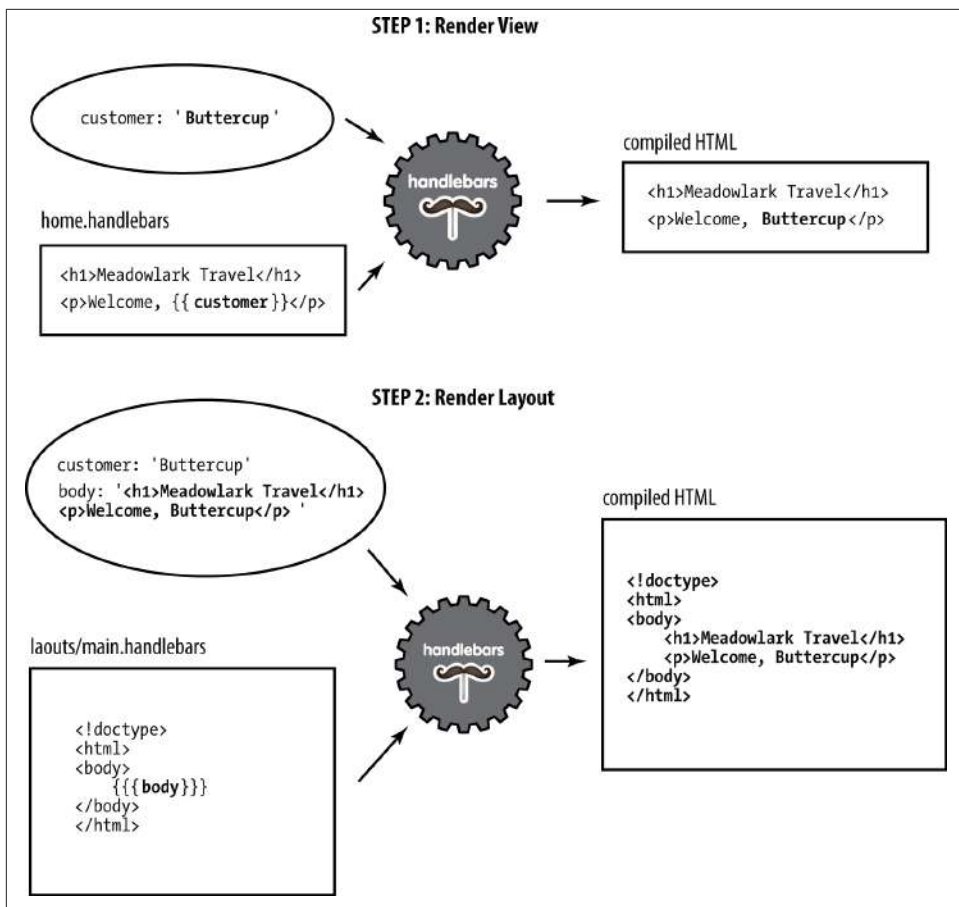 STEP 1: Render View
customer: 'Buttercup'
handlebars
compiled HTML
<h1>Meadowlark Travel</h1>
<p>Welcome, Buttercup</p>
home.handlebars
<h1>Meadowlark Travel</h1>
<p>Welcome, {{customer}}</p>
STEP 2: Render Layout
customer: 'Buttercup'
body: '<h1>Meadowlark Travel</h1>
<p>Welcome, Buttercup</p> '
handlebars
compiled HTML
<!doctype>
<html>
<body>
<h1>Meadowlark Travel</h1>
<p>Welcome, Buttercup</p>
</body>
</html>
laouts/main.handlebars
<!doctype>
<html>
<body>
{{{body}}}
</body>
</html>